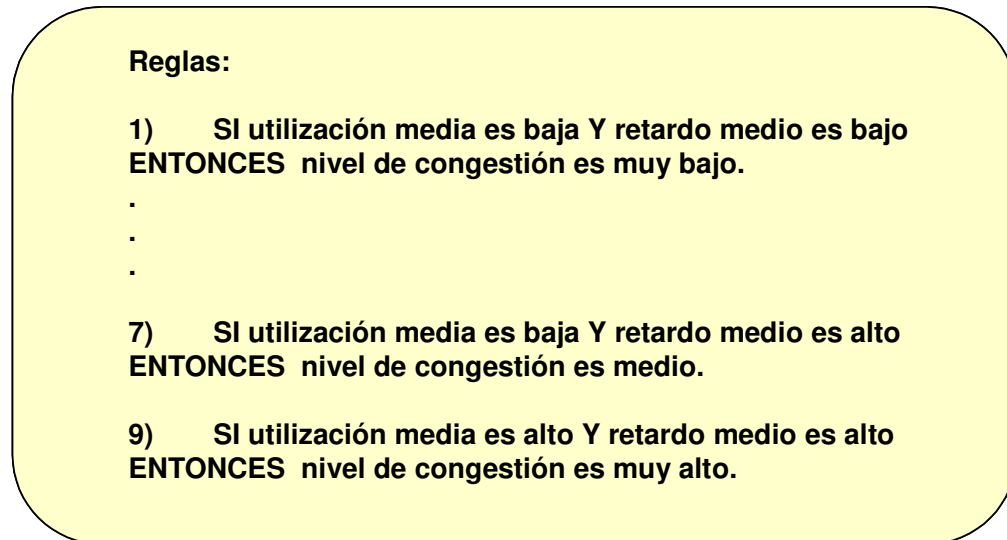 Reglas:
1) SI utilización media es baja Y retardo medio es bajo
ENTONCES nivel de congestión es muy bajo.
.
.
.
7) SI utilización media es baja Y retardo medio es alto
ENTONCES nivel de congestión es medio.
9) SI utilización media es alto Y retardo medio es alto
ENTONCES nivel de congestión es muy alto.